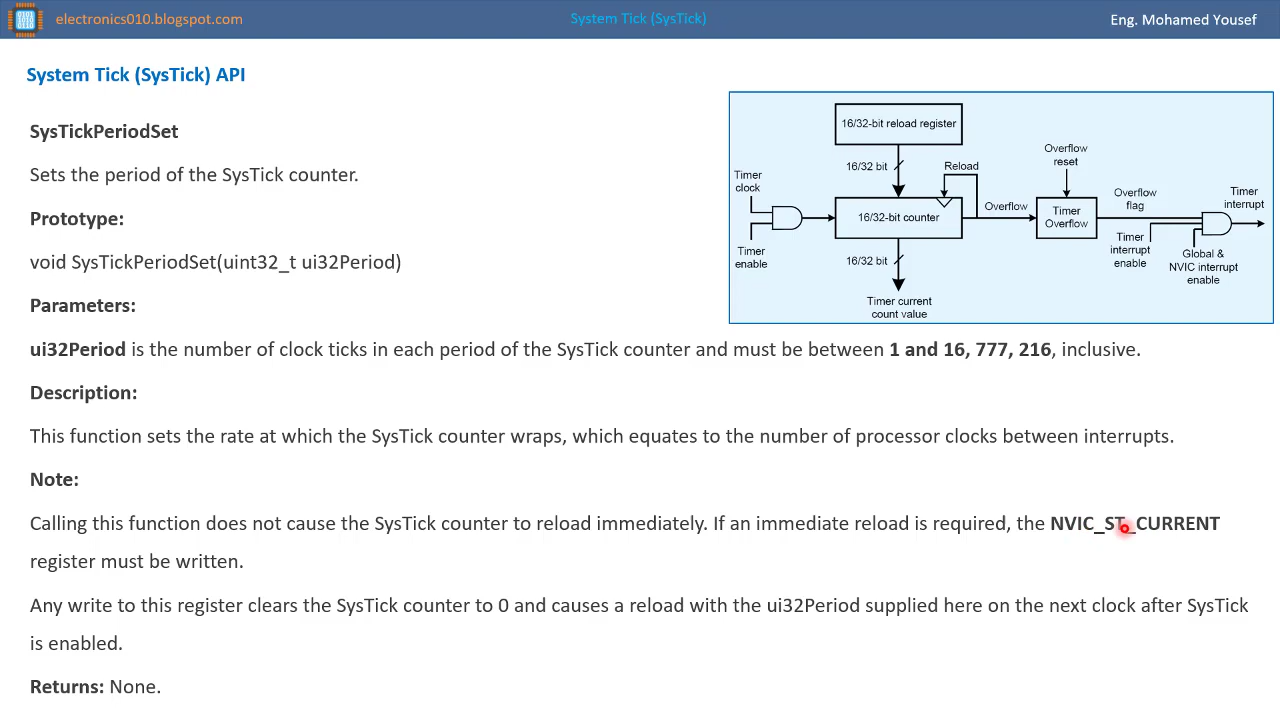 electronics010.blogspot.com
System Tick (SysTick)
Eng. Mohamed Yousef
System Tick (SysTick) API
SysTickPeriodSet
Sets the period of the SysTick counter.
Prototype:
void SysTickPeriodSet(uint32_t ui32Period)
Parameters:
16/32-bit reload register
16/32 bit
Reload
Overflow
reset
Timer
clock
16/32-bit counter
Overflow
Timer
Overflow
Overflow
flag
Timer
interrupt
Timer
enable
16/32 bit
Timer
interrupt
enable
Global &
NVIC interrupt
enable
Timer current
count value
ui32Period is the number of clock ticks in each period of the SysTick counter and must be between 1 and 16, 777, 216, inclusive.
Description:
This function sets the rate at which the SysTick counter wraps, which equates to the number of processor clocks between interrupts.
Note:
Calling this function does not cause the SysTick counter to reload immediately. If an immediate reload is required, the NVIC_ST_CURRENT
register must be written.
Any write to this register clears the SysTick counter to 0 and causes a reload with the ui32Period supplied here on the next clock after SysTick
is enabled.
Returns: None.